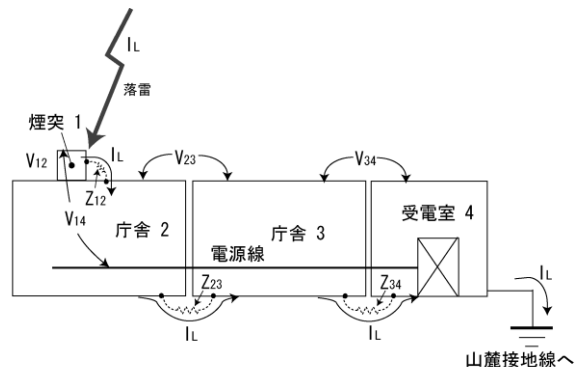 IL
落雷
煙突 1
V12
IL
Z12
V23
V34
V14
庁舎 2
庁舎 3
受電室 4
電源線
Z23
Z34
IL
IL
IL
山麓接地線へ